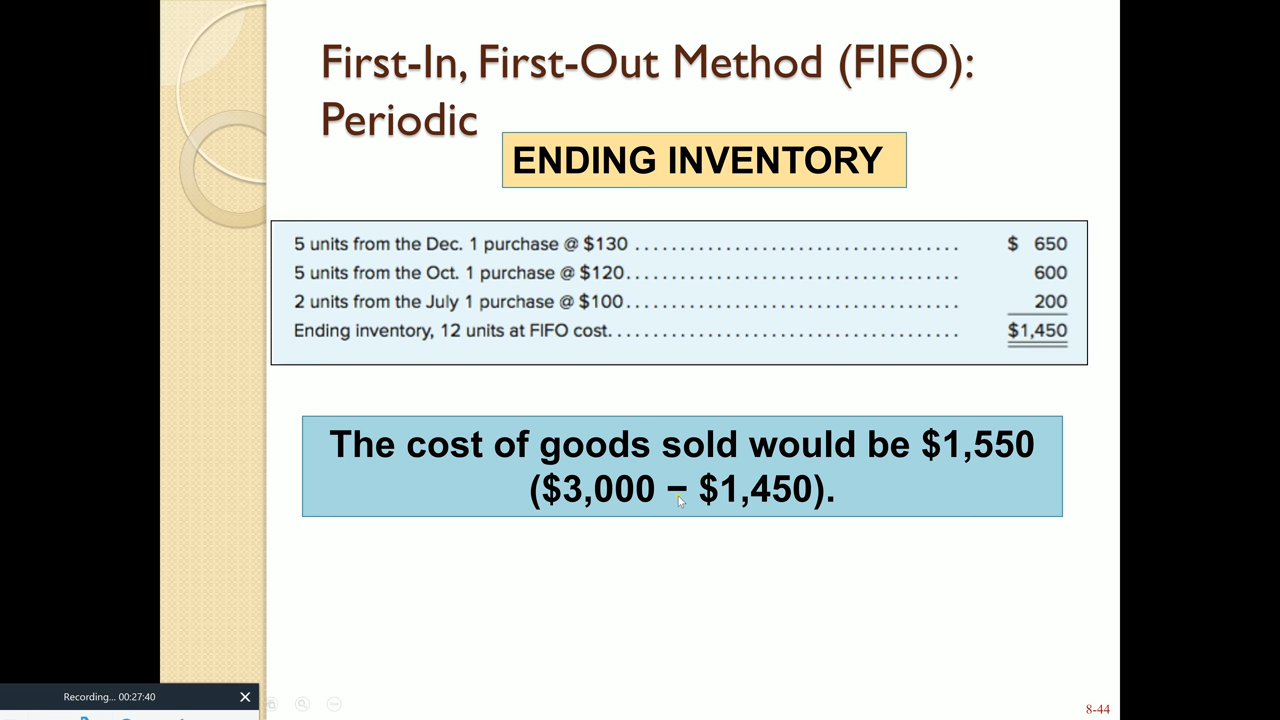 First-In, First-Out Method (FIFO):
Periodic
ENDING INVENTORY
5 units from the Dec. 1 purchase @ $130 .................................... $ 650
5 units from the Oct. 1 purchase @ $120..................................... 600
2 units from the July 1 purchase @ $100..................................... 200
Ending inventory, 12 units at FIFO cost....................................... $1,450
The cost of goods sold would be $1,550
($3,000 – $1,450).
Recording... 00:27:40
8-44